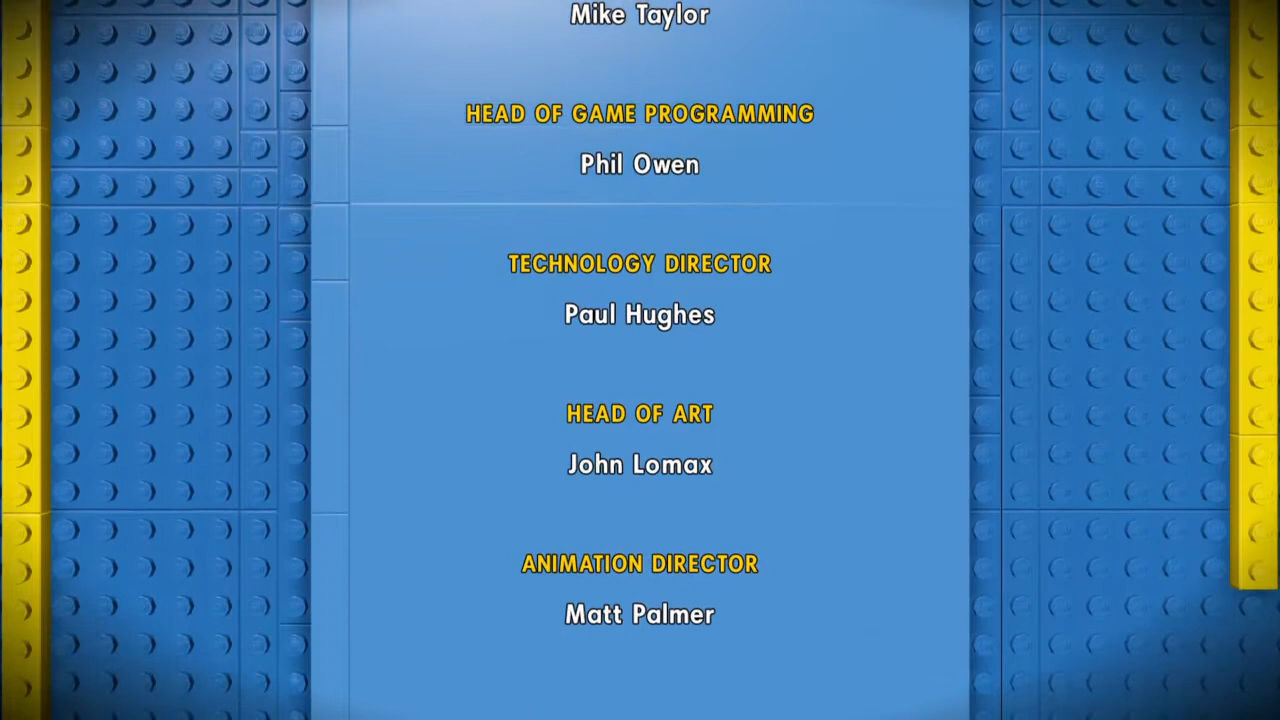 Mike Taylor
HEAD OF GAME PROGRAMMING
Phil Owen
TECHNOLOGY DIRECTOR
Paul Hughes
HEAD OF ART
John Lomax
ANIMATION DIRECTOR
Matt Palmer